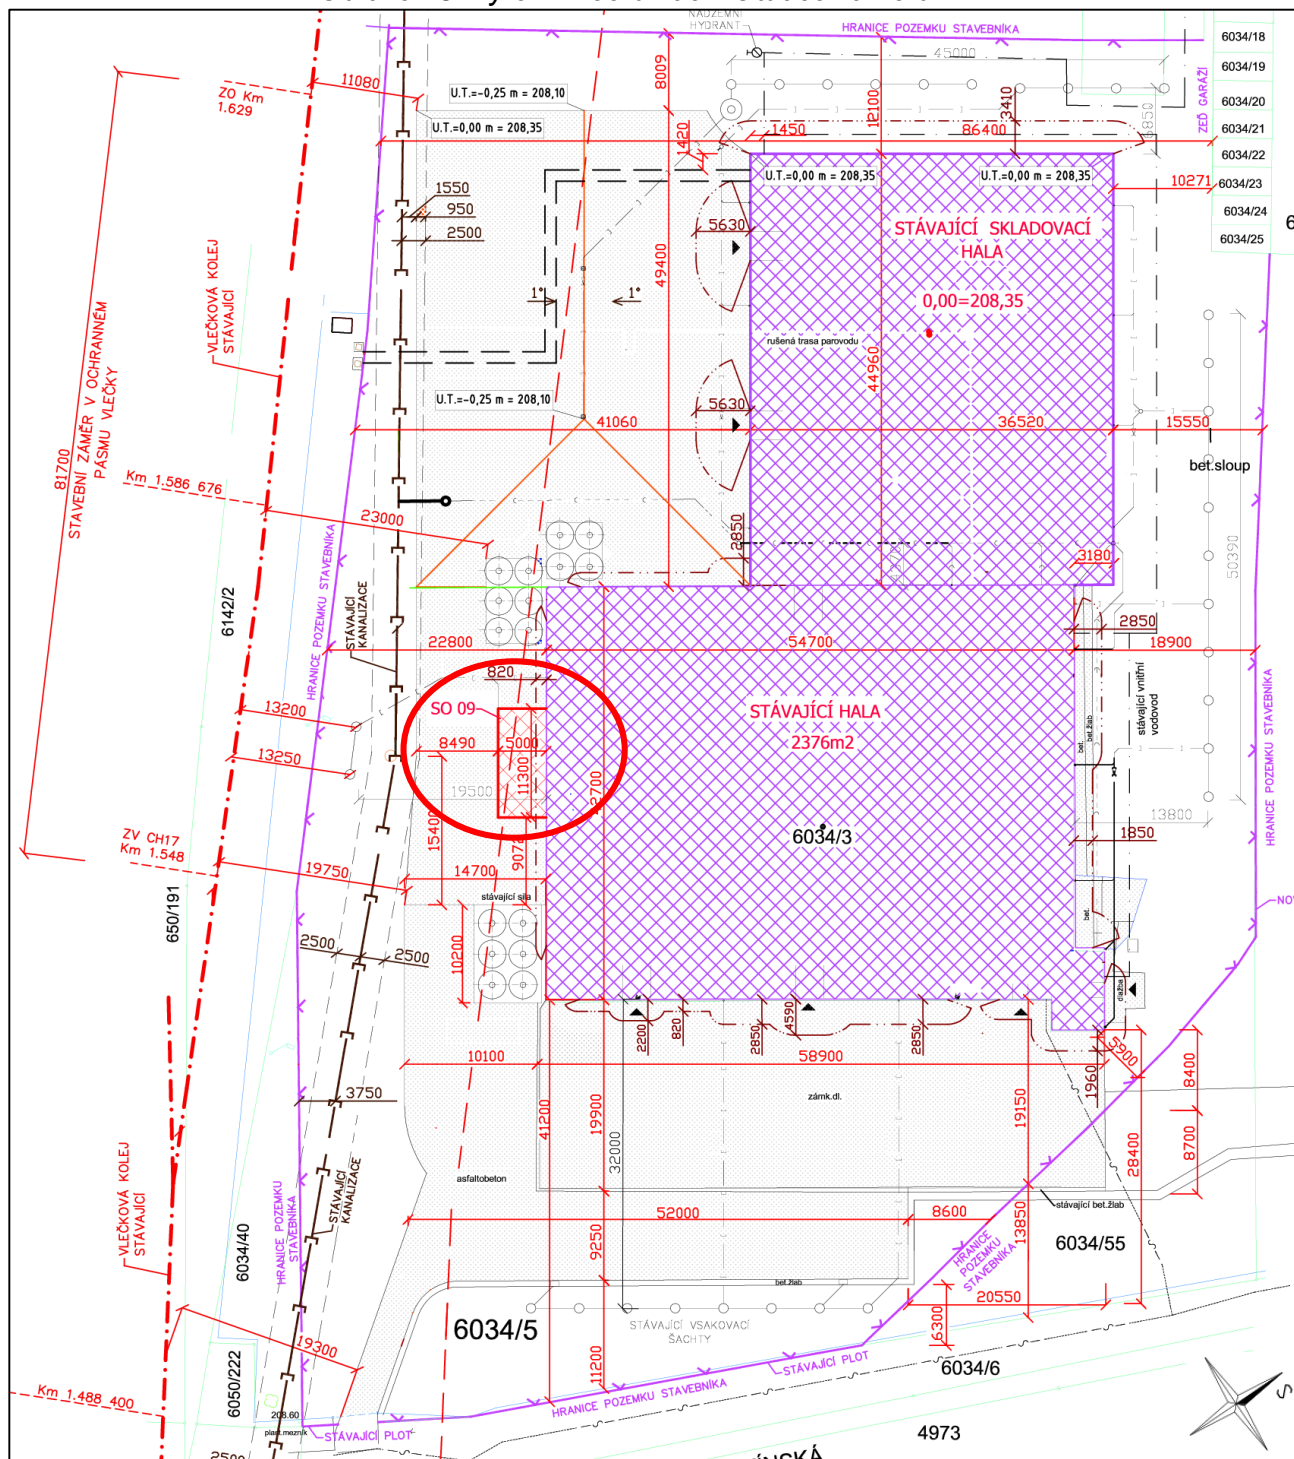 NADZEMNÍ
HYDRANT
HRANICE POZEMKU STAVEBNÍKA
45000
6034/18
6034/19
6034/20
6034/21
6034/22
6034/23
6034/24
6034/25
ZEĎ GARÁŽÍ
11080
ZO Km
1.629
U.T.=-0,25 m = 208,10
U.T.=0,00 m = 208,35
8009
12100
3410
1420
1450
86400
U.T.=0,00 m = 208,35
U.T.=0,00 m = 208,35
10271
1550
950
2500
5630
STÁVAJÍCÍ SKLADOVACÍ
HALA
0,00=208,35
VLEČKOVÁ KOLEJ
STÁVAJÍCÍ
49400
1°
1°
rušená trasa parovodu
44960
81700
STAVEBNÍ ZÁMĚR V OCHRANNÉM
PÁSMU VLEČKY
U.T.=-0,25 m = 208,10
5630
41060
36520
15550
bet.sloup
Km 1.586 676
23000
2850
3180
50390
HRANICE POZEMKU STAVEBNÍKA
6142/2
STÁVAJÍCÍ
KANALIZACE
22800
54700
2850
18900
820
SO 09
STÁVAJÍCÍ HALA
2376m2
stávající vnitřní
vodovod
bet.
bet.žlab
HRANICE POZEMKU STAVEBNÍKA
13200
13250
8490
5000
11300
19500
15400
6034/3
13800
1850
ZV CH17
Km 1.548
19750
14700
stávající sila
650/191
bet.
2500
2500
10200
dlažba
2200
820
2850
4590
2850
10100
58900
1960
5900
8400
3750
zámk.dl.
41200
19900
32000
19150
28400
8700
VLEČKOVÁ KOLEJ
STÁVAJÍCÍ
STÁVAJÍCÍ
KANALIZACE
asfaltobeton
stávající bet.žlab
52000
8600
6034/40
HRANICE POZEMKU
STAVEBNÍKA
9250
13850
HRANICE
POZEMKU
STAVEBNÍKA
6034/55
bet.žlab
20550
6300
6034/5
STÁVAJÍCÍ VSAKOVACÍ
ŠACHTY
19300
6034/6
STÁVAJÍCÍ PLOT
11200
HRANICE POZEMKU STAVEBNÍKA
6050/222
Km 1.488 400
208.60
plast.mezník
STÁVAJÍCÍ PLOT
4973
S